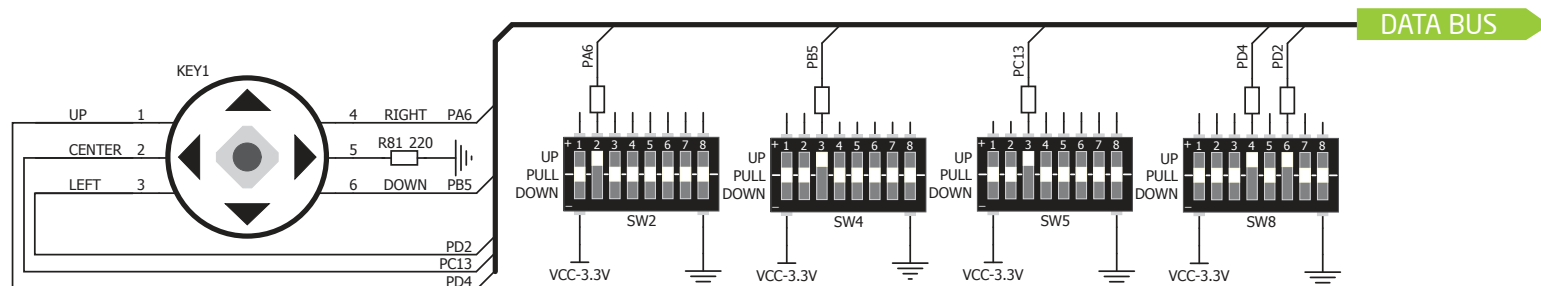 DATA BUS
KEY1
UP 1
CENTER 2
LEFT 3
4 RIGHT PA6
5 R81 220
6 DOWN PB5
PD2
PC13
PD4
PA6
+ 1 2 3 4 5 6 7 8
UP
PULL
DOWN
–
SW2
VCC-3.3V
PB5
+ 1 2 3 4 5 6 7 8
UP
PULL
DOWN
–
SW4
VCC-3.3V
PC13
+ 1 2 3 4 5 6 7 8
UP
PULL
DOWN
–
SW5
VCC-3.3V
PD4
PD2
+ 1 2 3 4 5 6 7 8
UP
PULL
DOWN
–
SW8
VCC-3.3V